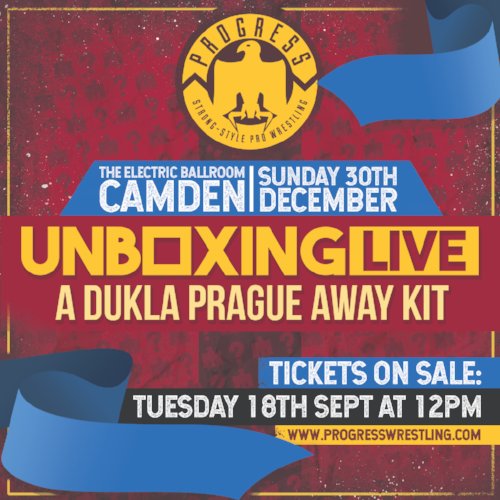 PROGRESS
STRONG-STYLE PRO WRESTLING
THE ELECTRIC BALLROOM
CAMDEN
SUNDAY 30TH
DECEMBER
UNBOXING LIVE
A DUKLA PRAGUE AWAY KIT
TICKETS ON SALE:
TUESDAY 18TH SEPT AT 12PM
WWW.PROGRESSWRESTLING.COM